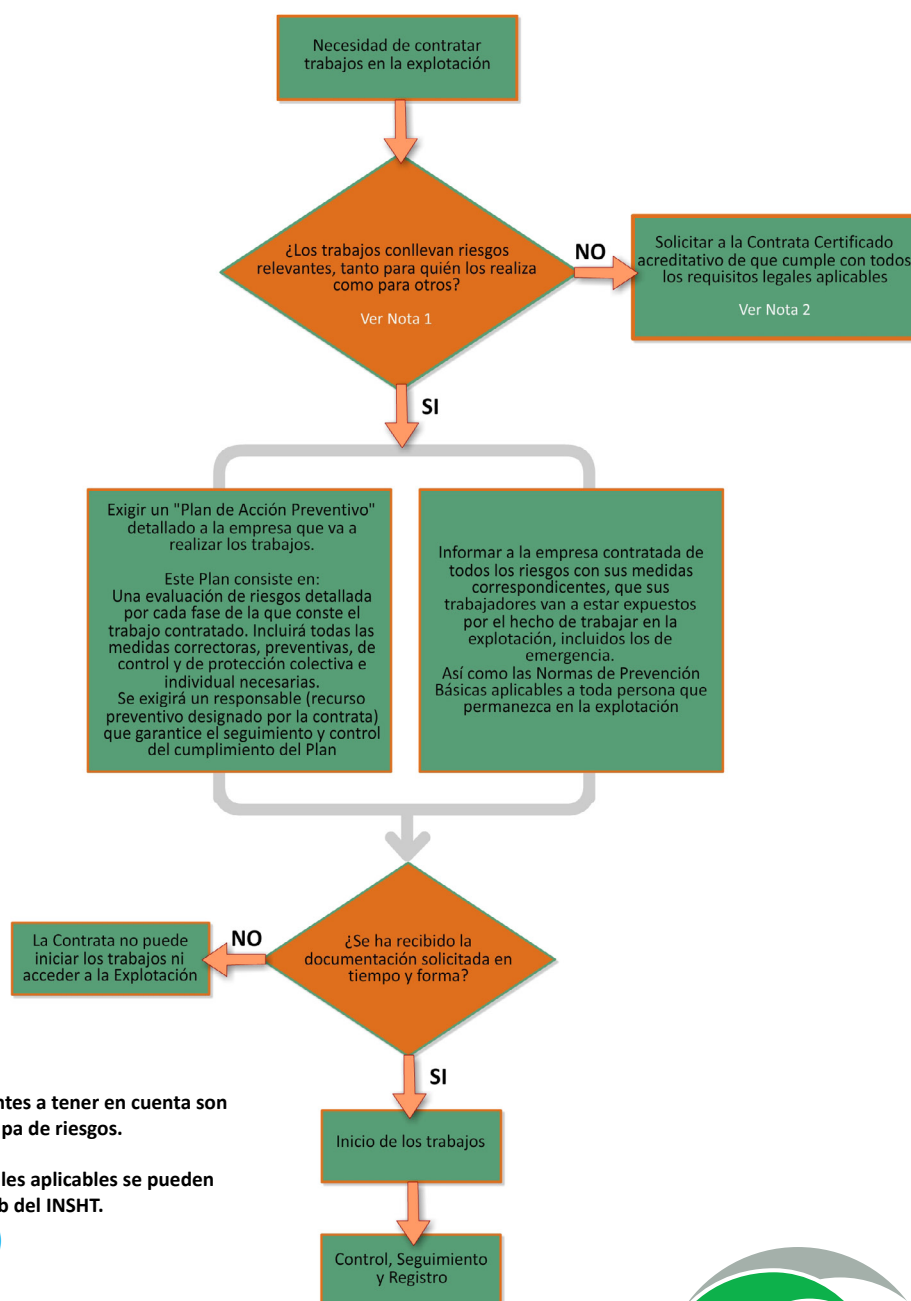 Necesidad de contratar
trabajos en la explotación
¿Los trabajos conllevan riesgos
relevantes, tanto para quién los realiza
como para otros?
Ver Nota 1
NO
Solicitar a la Contrata Certificado
acreditativo de que cumple con todos
los requisitos legales aplicables
Ver Nota 2
SI
Exigir un "Plan de Acción Preventivo"
detallado a la empresa que va a
realizar los trabajos.
Este Plan consiste en:
Una evaluación de riesgos detallada
por cada fase de la que conste el
trabajo contratado. Incluirá todas las
medidas correctoras, preventivas, de
control y de protección colectiva e
individual necesarias.
Se exigirá un responsable (recurso
preventivo designado por la contrata)
que garantice el seguimiento y control
del cumplimiento del Plan
Informar a la empresa contratada de
todos los riesgos con sus medidas
correspondicentes, que sus
trabajadores van a estar expuestos
por el hecho de trabajar en la
explotación, incluidos los de
emergencia.
Así como las Normas de Prevención
Básicas aplicables a toda persona que
permanezca en la explotación
¿Se ha recibido la
documentación solicitada en
tiempo y forma?
NO
La Contrata no puede
iniciar los trabajos ni
acceder a la Explotación
SI
Inicio de los trabajos
Control, Seguimiento
y Registro
ntes a tener en cuenta son
pa de riesgos.
les aplicables se pueden
b del INSHT.